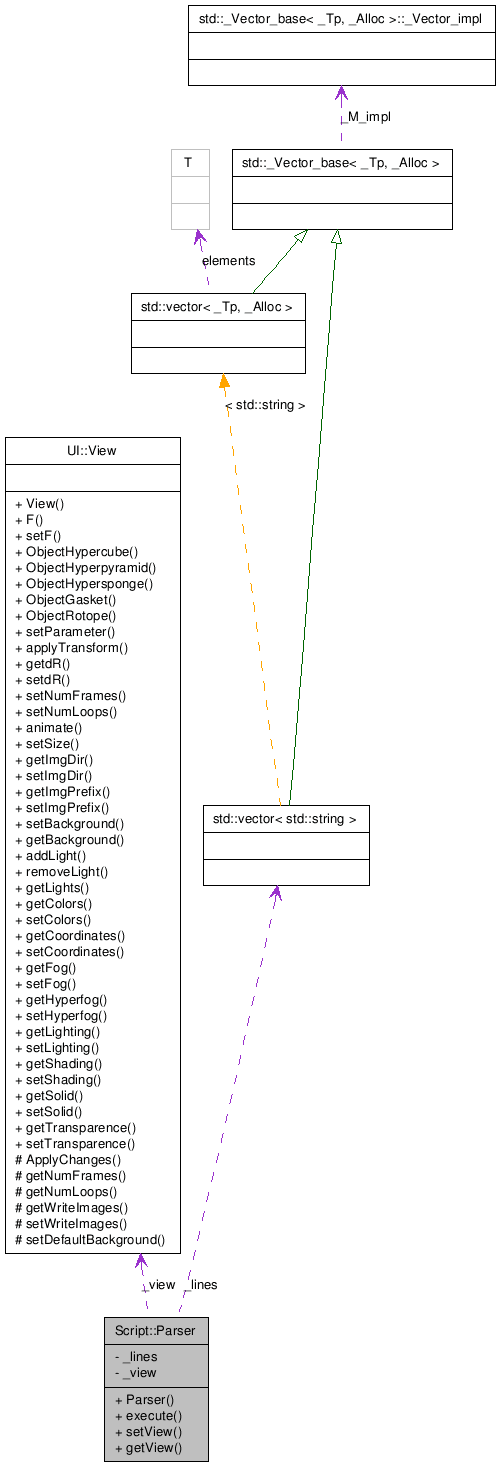 std::_Vector_base< _Tp, _Alloc >::_Vector_impl
_M_impl
T
std::_Vector_base< _Tp, _Alloc >
elements
std::vector< _Tp, _Alloc >
< std::string >
UI::View
+ View()
+ F()
+ setF()
+ ObjectHypercube()
+ ObjectHyperpyramid()
+ ObjectHypersponge()
+ ObjectGasket()
+ ObjectRotope()
+ setParameter()
+ applyTransform()
+ getdR()
+ setdR()
+ setNumFrames()
+ setNumLoops()
+ animate()
+ setSize()
+ getImgDir()
+ setImgDir()
+ getImgPrefix()
+ setImgPrefix()
+ setBackground()
+ getBackground()
+ addLight()
+ removeLight()
+ getLights()
+ getColors()
+ setColors()
+ getCoordinates()
+ setCoordinates()
+ getFog()
+ setFog()
+ getHyperfog()
+ setHyperfog()
+ getLighting()
+ setLighting()
+ getShading()
+ setShading()
+ getSolid()
+ setSolid()
+ getTransparence()
+ setTransparence()
# ApplyChanges()
# getNumFrames()
# getNumLoops()
# getWriteImages()
# setWriteImages()
# setDefaultBackground()
std::vector< std::string >
_view
_lines
Script::Parser
- _lines
- _view
+ Parser()
+ execute()
+ setView()
+ getView()